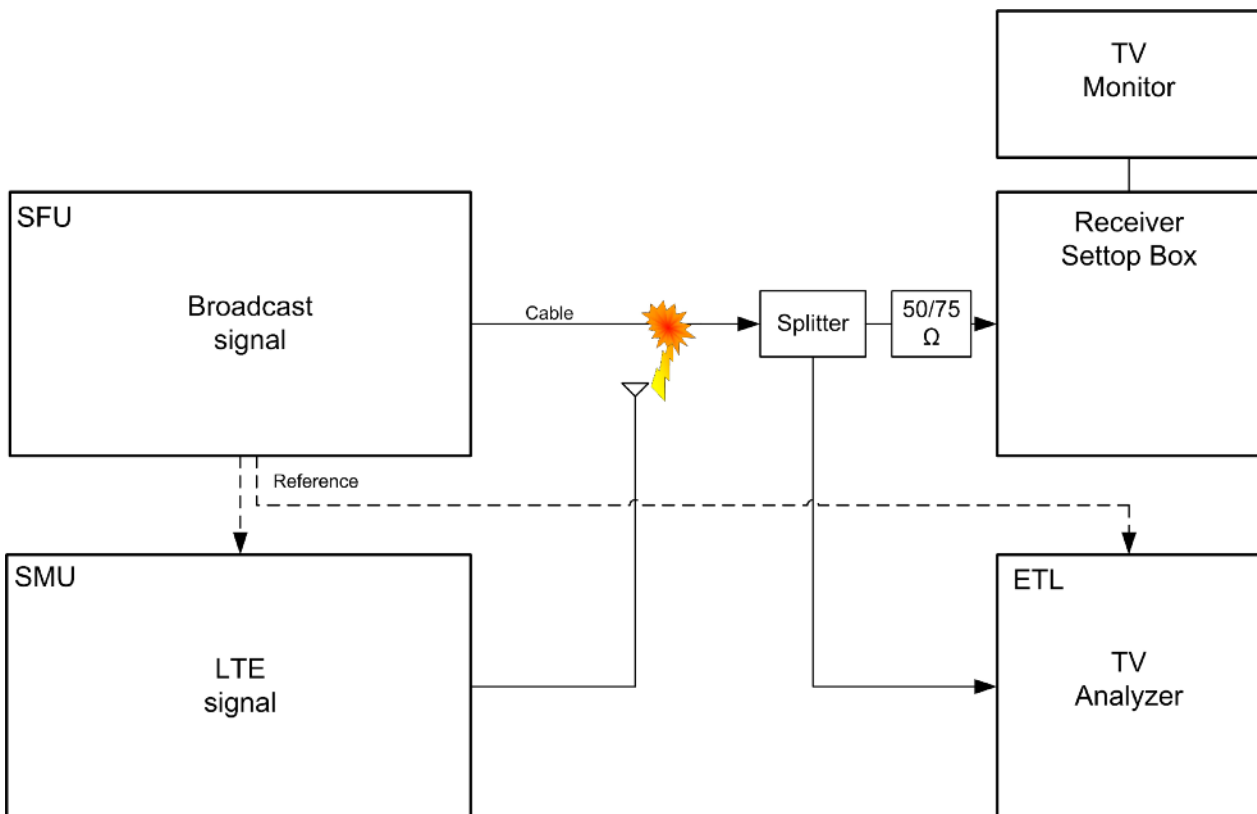 TV
Monitor
SFU
Broadcast
signal
Cable
Splitter
50/75
Ω
Receiver
Settop Box
Reference
SMU
LTE
signal
ETL
TV
Analyzer